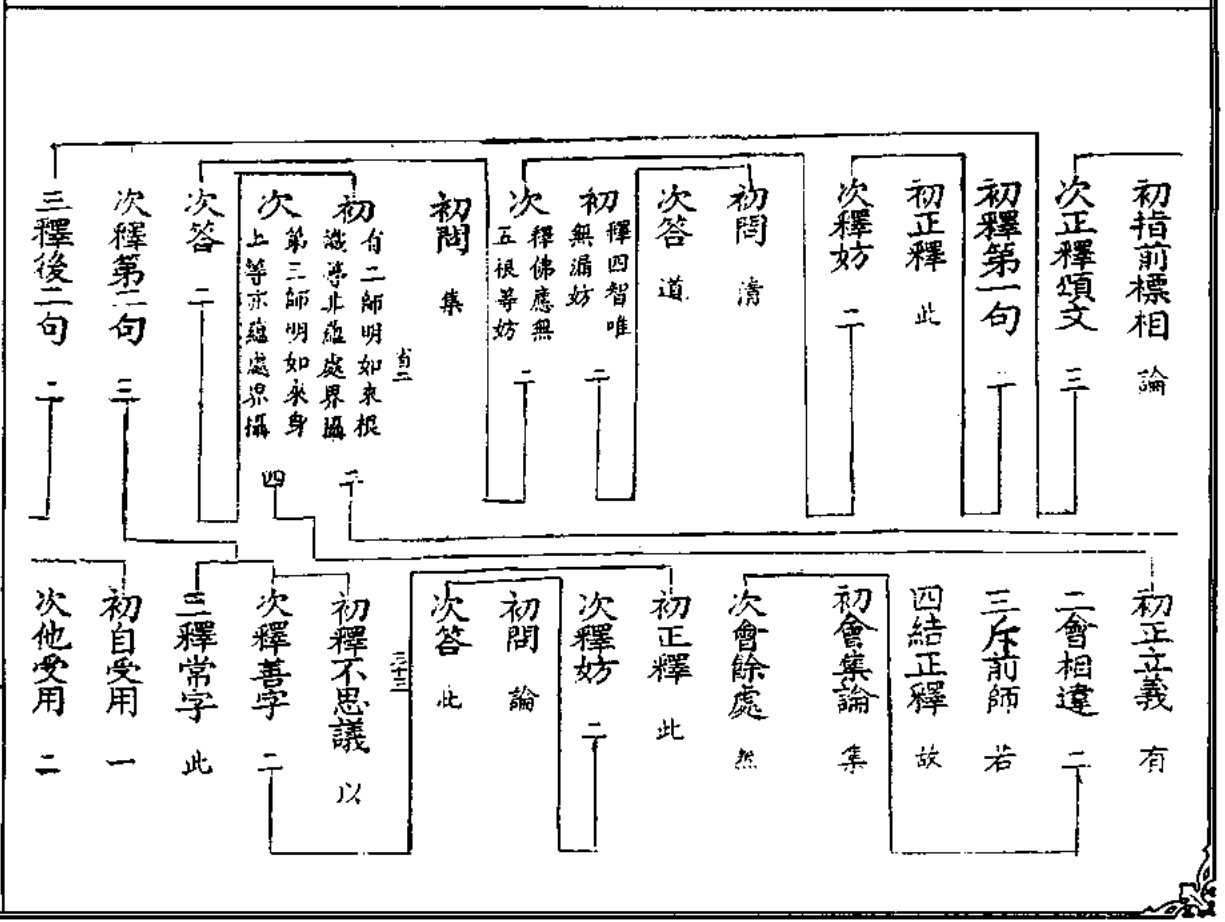 初指前標相 論
次正釋頌文 三
初釋第一句 二
初正釋 此
次釋妨 二
初問 清
次答 道
初 釋四智唯
無漏妨 二
次 釋佛應無
五根等妨 二
初問 集
初 有二師明如來根
識等非蘊處界攝 二
次 第三師明如來身
上等亦蘊處界攝 四
次答 二
次釋第二句 三
三釋後二句 二
初正立義 有
二會相違 二
三斥前師 若
四結正釋 故
初會集論 集
次會餘處 然
初正釋 此
次釋妨 二
初問 論
次答 此
初釋不思議 以
次釋善字 二
三釋常字 此
初自受用 一
次他受用 二